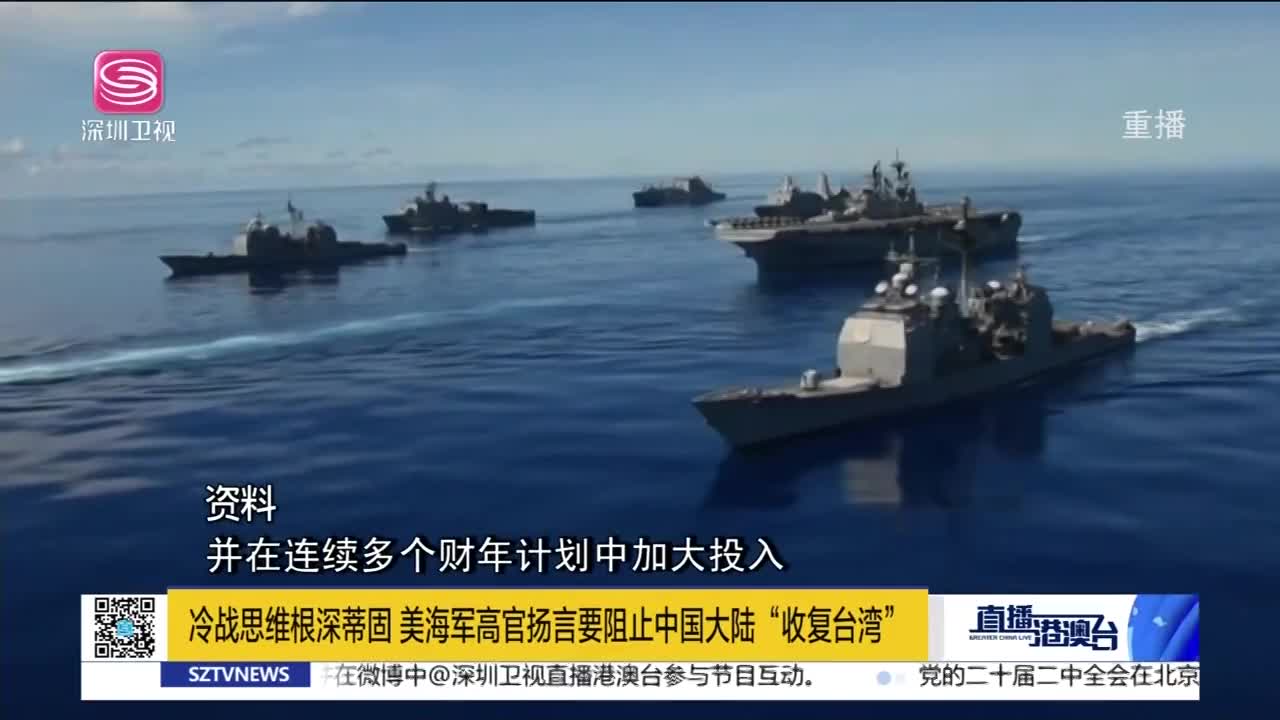 深圳卫视
重播
资料
并在连续多个财年计划中加大投入
冷战思维根深蒂固 美海军高官扬言要阻止中国大陆“收复台湾”
直播港澳台
GREATER CHINA LIVE
SZTVNEWS
在微博中@深圳卫视直播港澳台参与节目互动。
党的二十届二中全会在北京